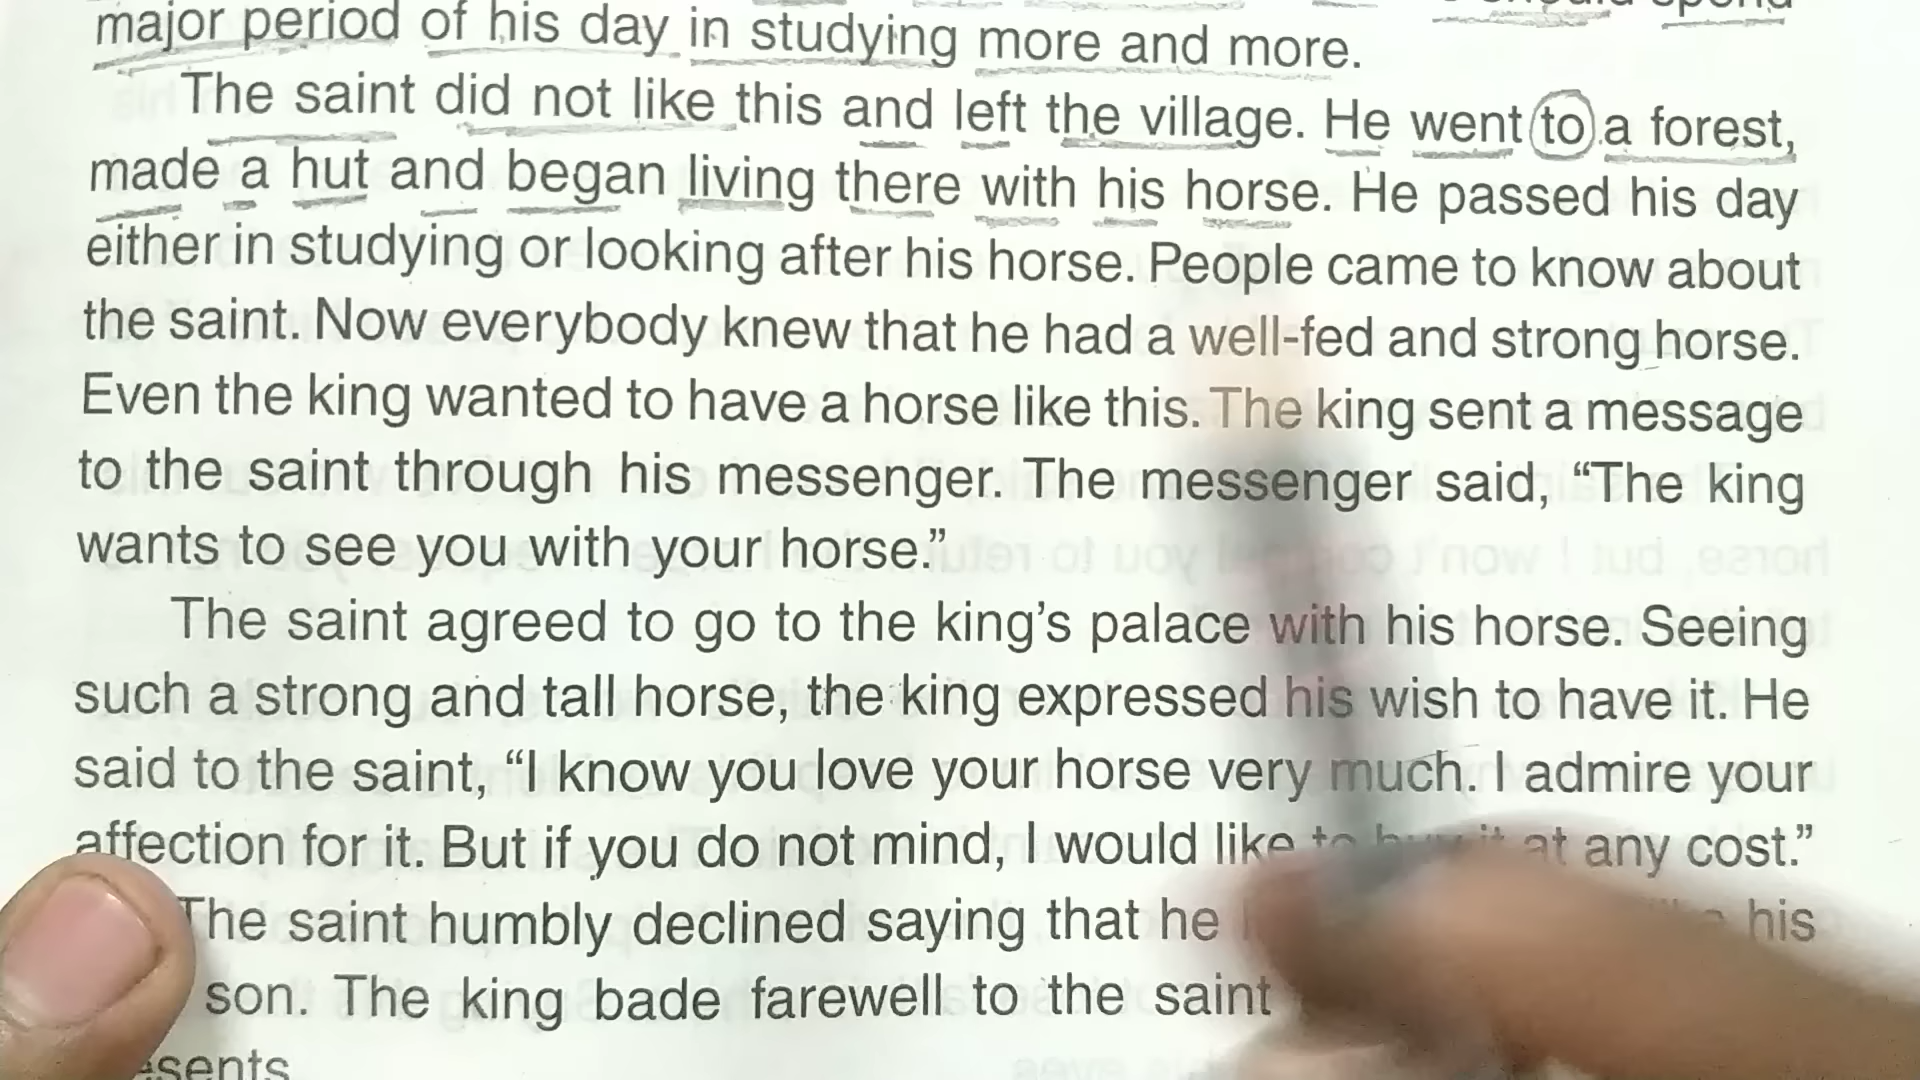 should spend
major period of his day in studying more and more.
The saint did not like this and left the village. He went to a forest,
made a hut and began living there with his horse. He passed his day
either in studying or looking after his horse. People came to know about
the saint. Now everybody knew that he had a well-fed and strong horse.
Even the king wanted to have a horse like this. The king sent a message
to the saint through his messenger. The messenger said, “The king
wants to see you with your horse.”
The saint agreed to go to the king’s palace with his horse. Seeing
such a strong and tall horse, the king expressed his wish to have it. He
said to the saint, “I know you love your horse very much. I admire your
affection for it. But if you do not mind, I would like to buy it at any cost.”
The saint humbly declined saying that he his
son. The king bade farewell to the saint